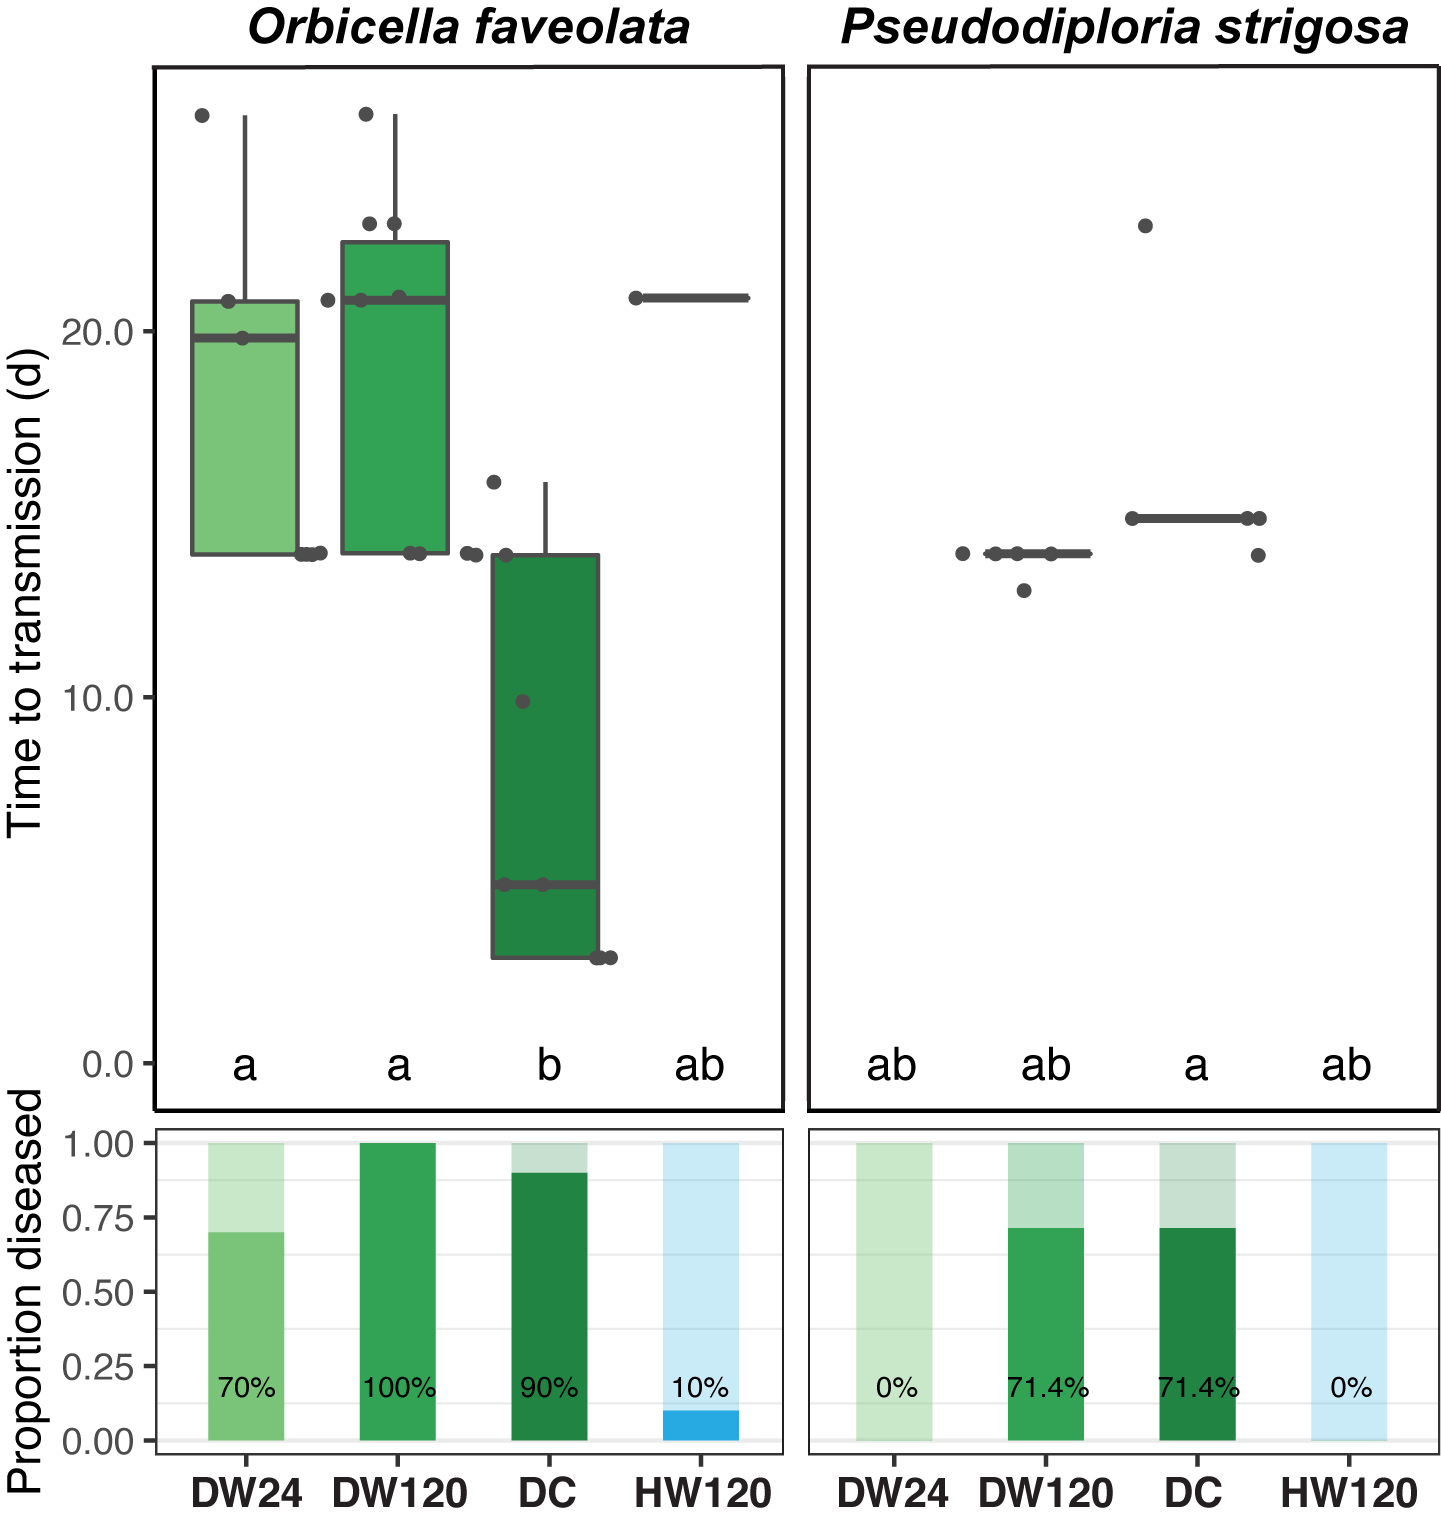 Orbicella faveolata
Pseudodiploria strigosa
Time to transmission (d)
20.0
10.0
0.0
a a b ab
ab ab a ab
Proportion diseased
1.00
0.75
0.50
0.25
0.00
70% 100% 90% 10%
0% 71.4% 71.4% 0%
DW24 DW120 DC HW120
DW24 DW120 DC HW120